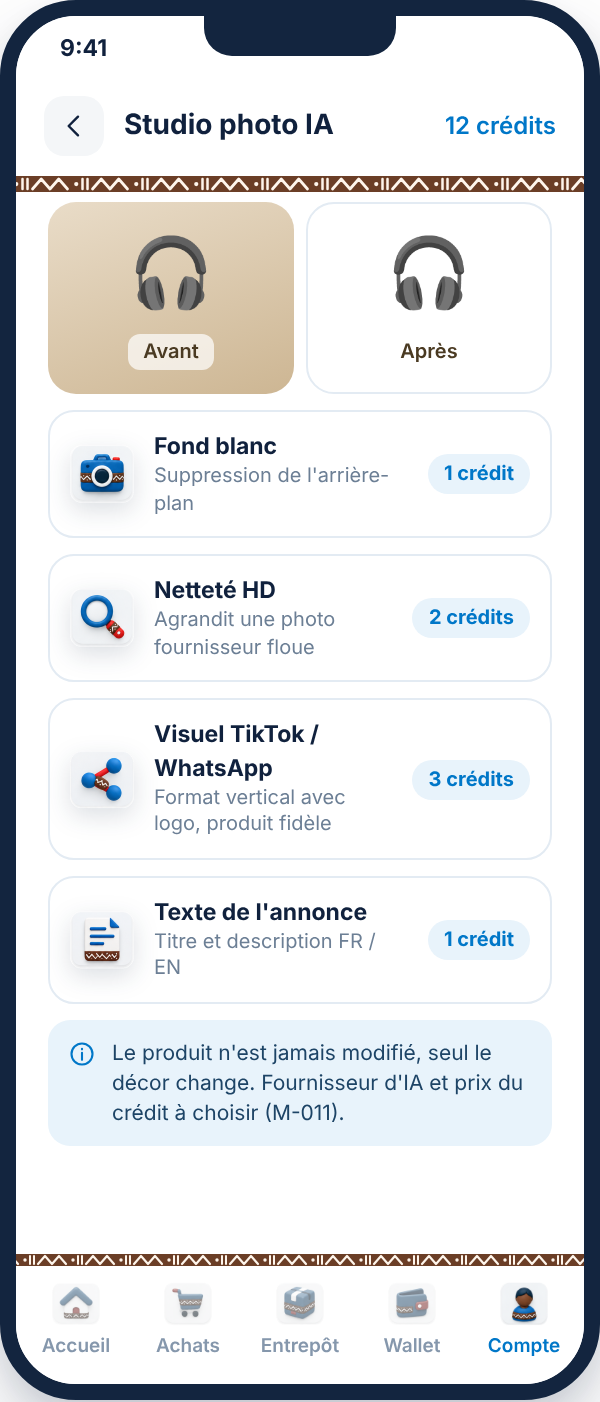 9:41
Studio photo IA
12 crédits
Avant
Après
Fond blanc
Suppression de l'arrière-
plan
1 crédit
Netteté HD
Agrandit une photo
fournisseur floue
2 crédits
Visuel TikTok /
WhatsApp
Format vertical avec
logo, produit fidèle
3 crédits
Texte de l'annonce
Titre et description FR /
EN
1 crédit
Le produit n'est jamais modifié, seul le
décor change. Fournisseur d'IA et prix du
crédit à choisir (M-011).
Accueil
Achats
Entrepôt
Wallet
Compte